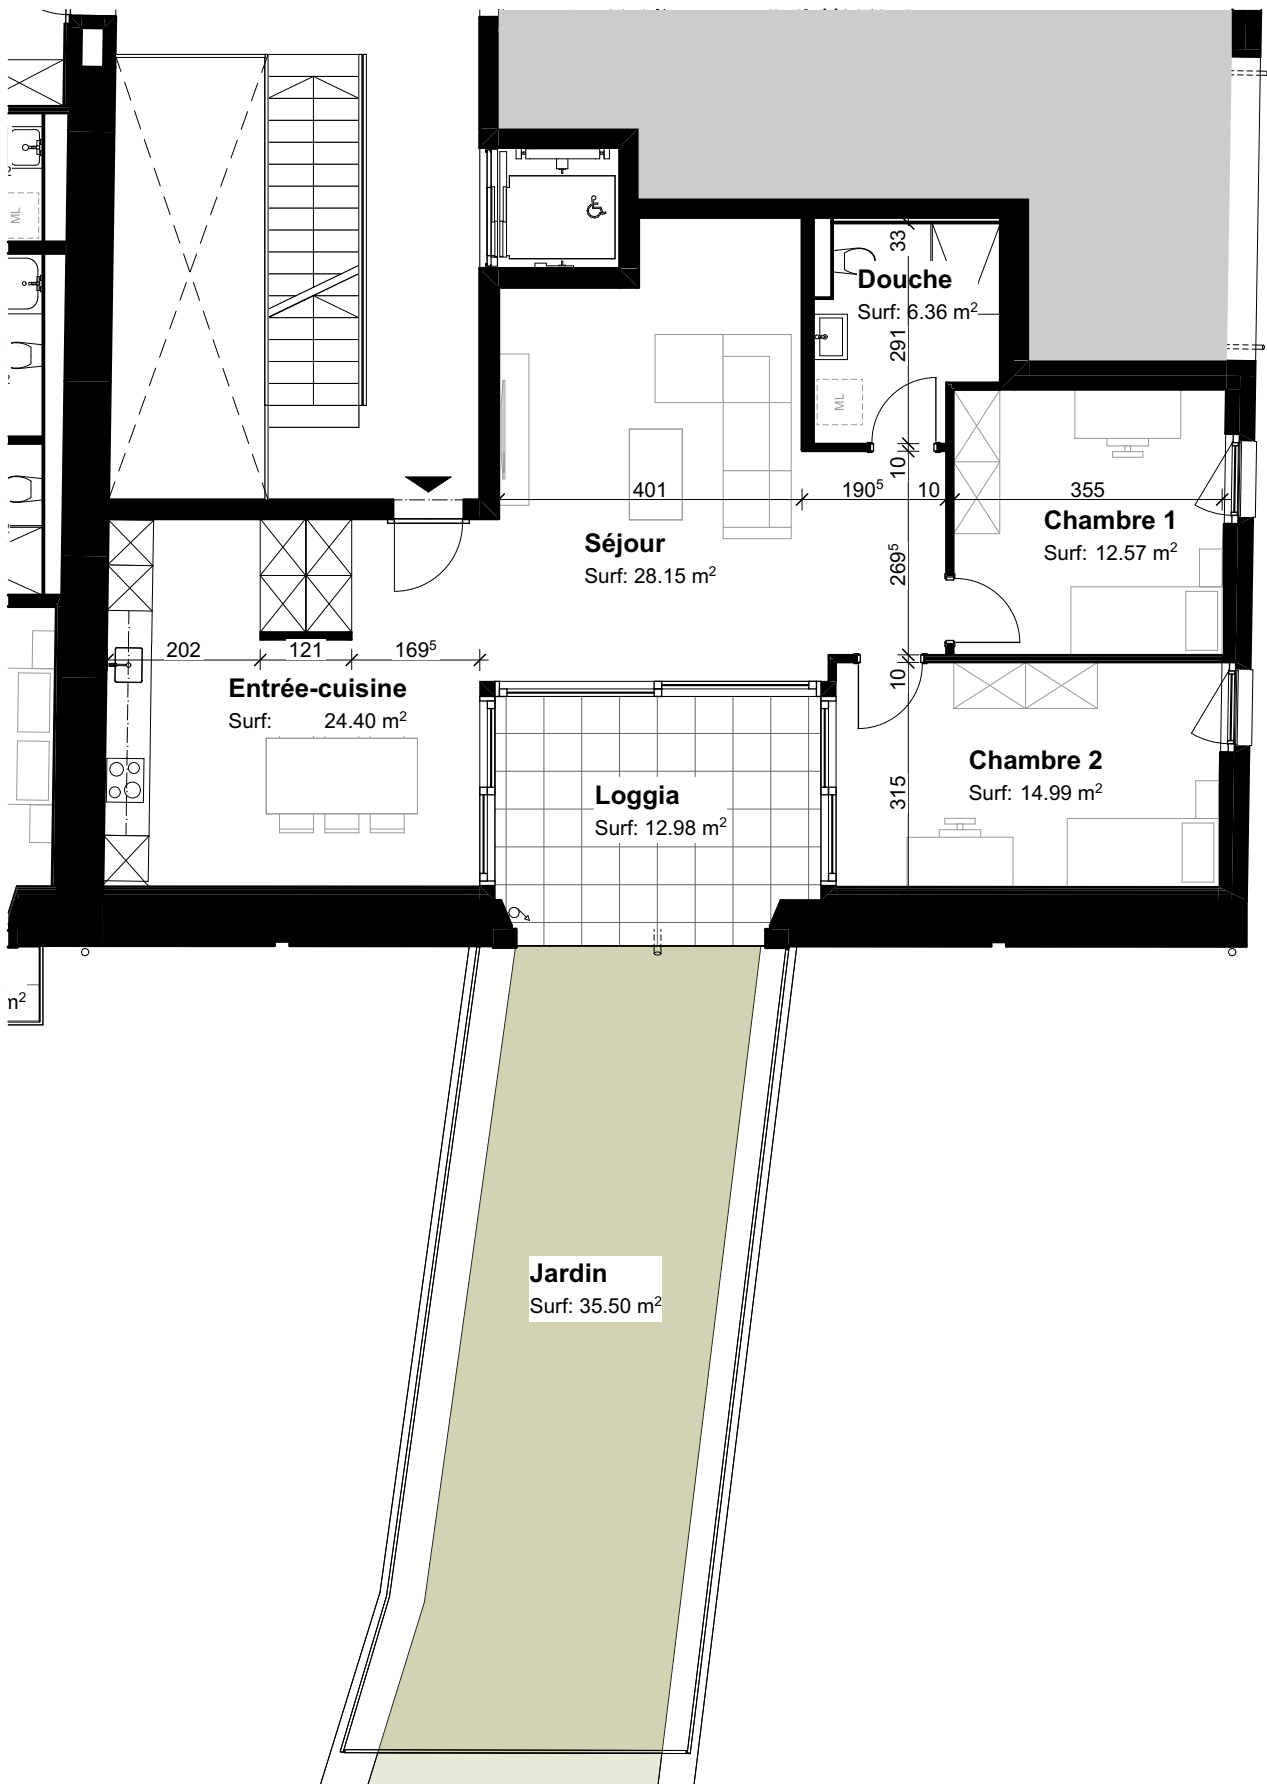 33
Douche
Surf: 6.36 m²
291
ML
ML
10
401
190⁵
10
355
Chambre 1
Surf: 12.57 m²
Séjour
Surf: 28.15 m²
269⁵
202
121
169⁵
10
Entrée-cuisine
Surf: 24.40 m²
Chambre 2
Surf: 14.99 m²
Loggia
Surf: 12.98 m²
315
m²
Jardin
Surf: 35.50 m²